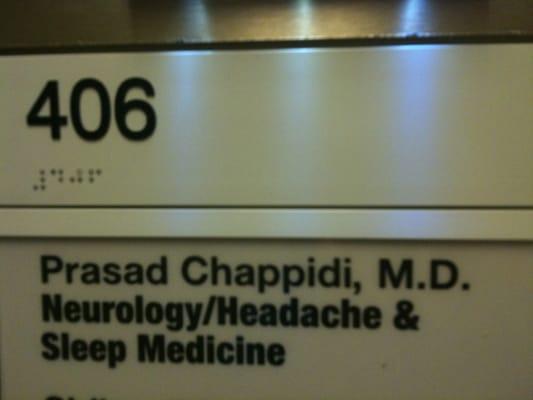 406
⠼⠙⠚⠋
Prasad Chappidi, M.D.
Neurology/Headache &
Sleep Medicine